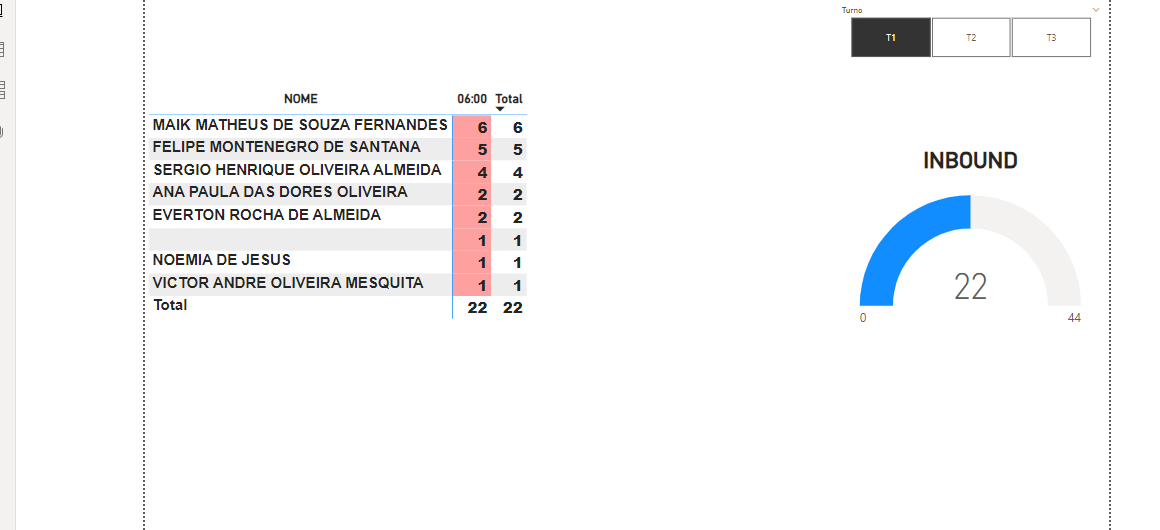 Turno
T1 T2 T3
NOME 06:00 Total
MAIK MATHEUS DE SOUZA FERNANDES 6 6
FELIPE MONTENEGRO DE SANTANA 5 5
SERGIO HENRIQUE OLIVEIRA ALMEIDA 4 4
ANA PAULA DAS DORES OLIVEIRA 2 2
EVERTON ROCHA DE ALMEIDA 2 2
1 1
NOEMIA DE JESUS 1 1
VICTOR ANDRE OLIVEIRA MESQUITA 1 1
Total 22 22
INBOUND
22
0 44